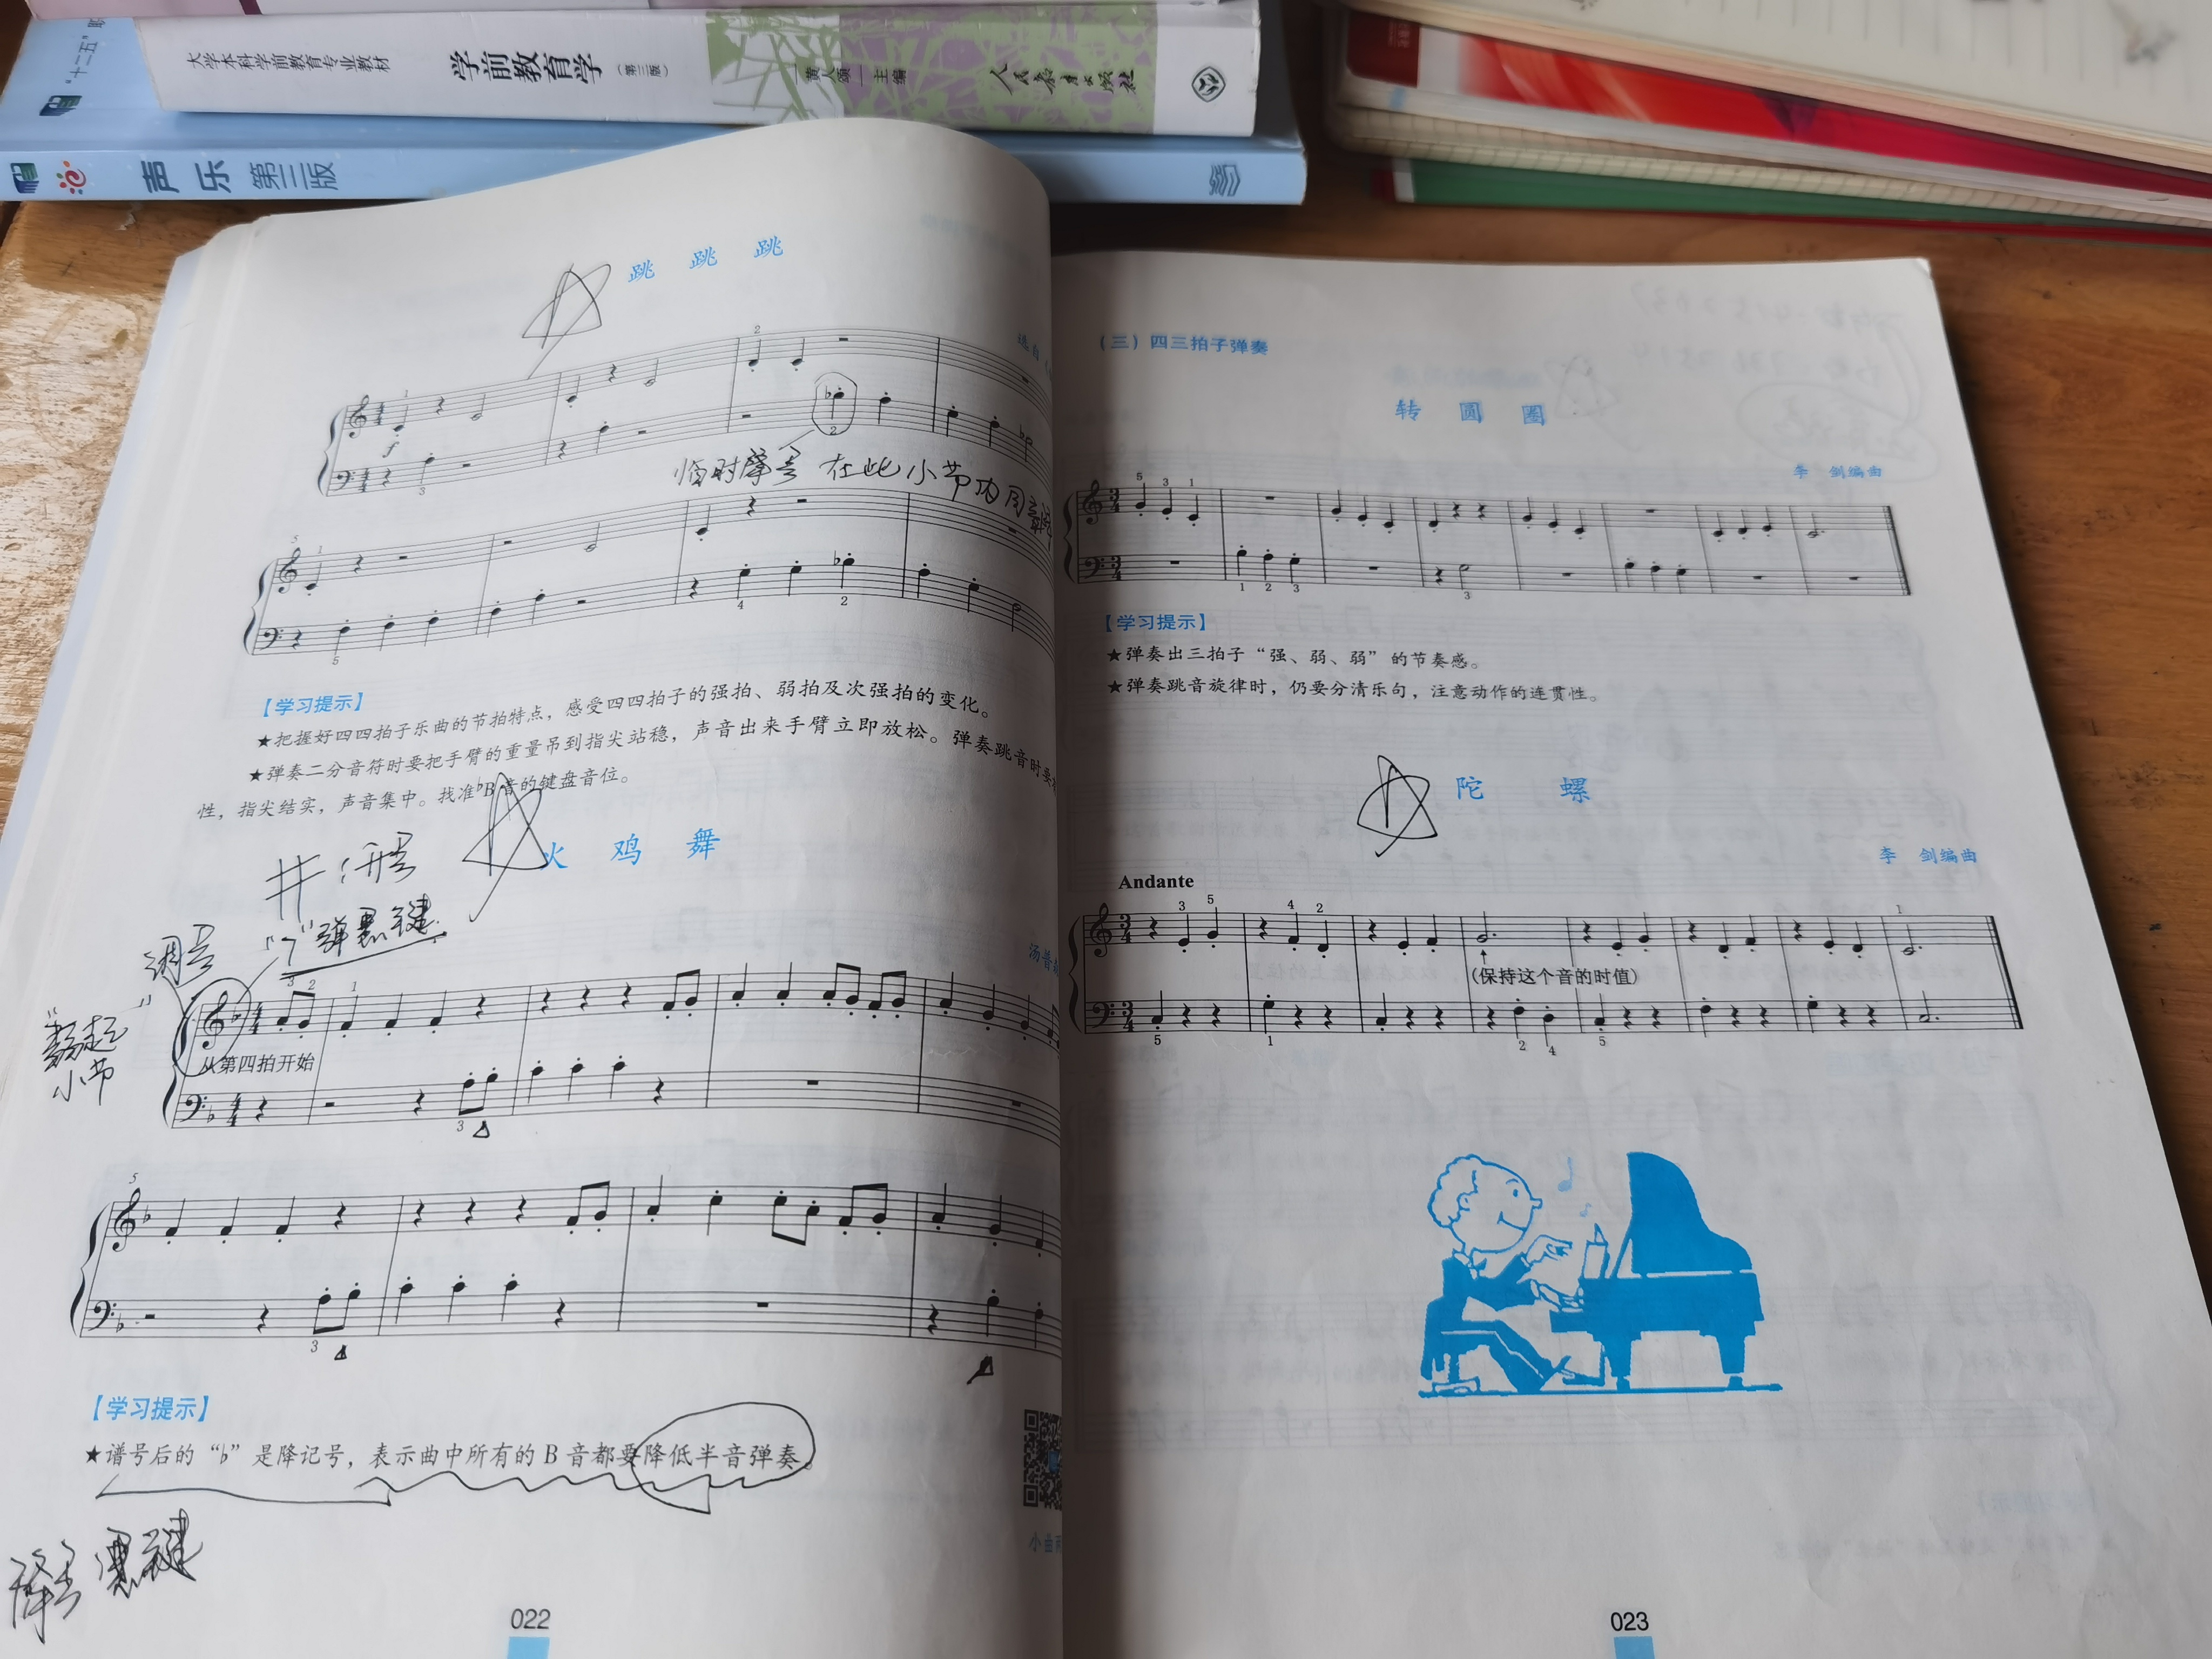 "十二五"
大学本科学前教育专业教材
学前教育学
(第三版)
黄人颂 主编
人民教育出版社
声乐 第三版
跳 跳 跳
选自
临时降号 在此小节内同
【学习提示】
★把握好四四拍子乐曲的节拍特点,感受四四拍子的强拍、弱拍及次强拍的变化。
★弹奏二分音符时要把手臂的重量吊到指尖站稳,声音出来手臂立即放松。弹奏跳音时要
性,指尖结实,声音集中。找准♭B音的键盘音位。
火 鸡 舞
井:升号
调号
"7"弹黑键
汤普
小节
从第四拍开始
【学习提示】
★谱号后的“♭”是降记号,表示曲中所有的 B 音都要降低半音弹奏。
降号 黑键
小曲
022
(三)四三拍子弹奏
转 圆 圈
李 剑编曲
【学习提示】
★弹奏出三拍子“强、弱、弱”的节奏感。
★弹奏跳音旋律时,仍要分清乐句,注意动作的连贯性。
陀 螺
李 剑编曲
Andante
(保持这个音的时值)
023